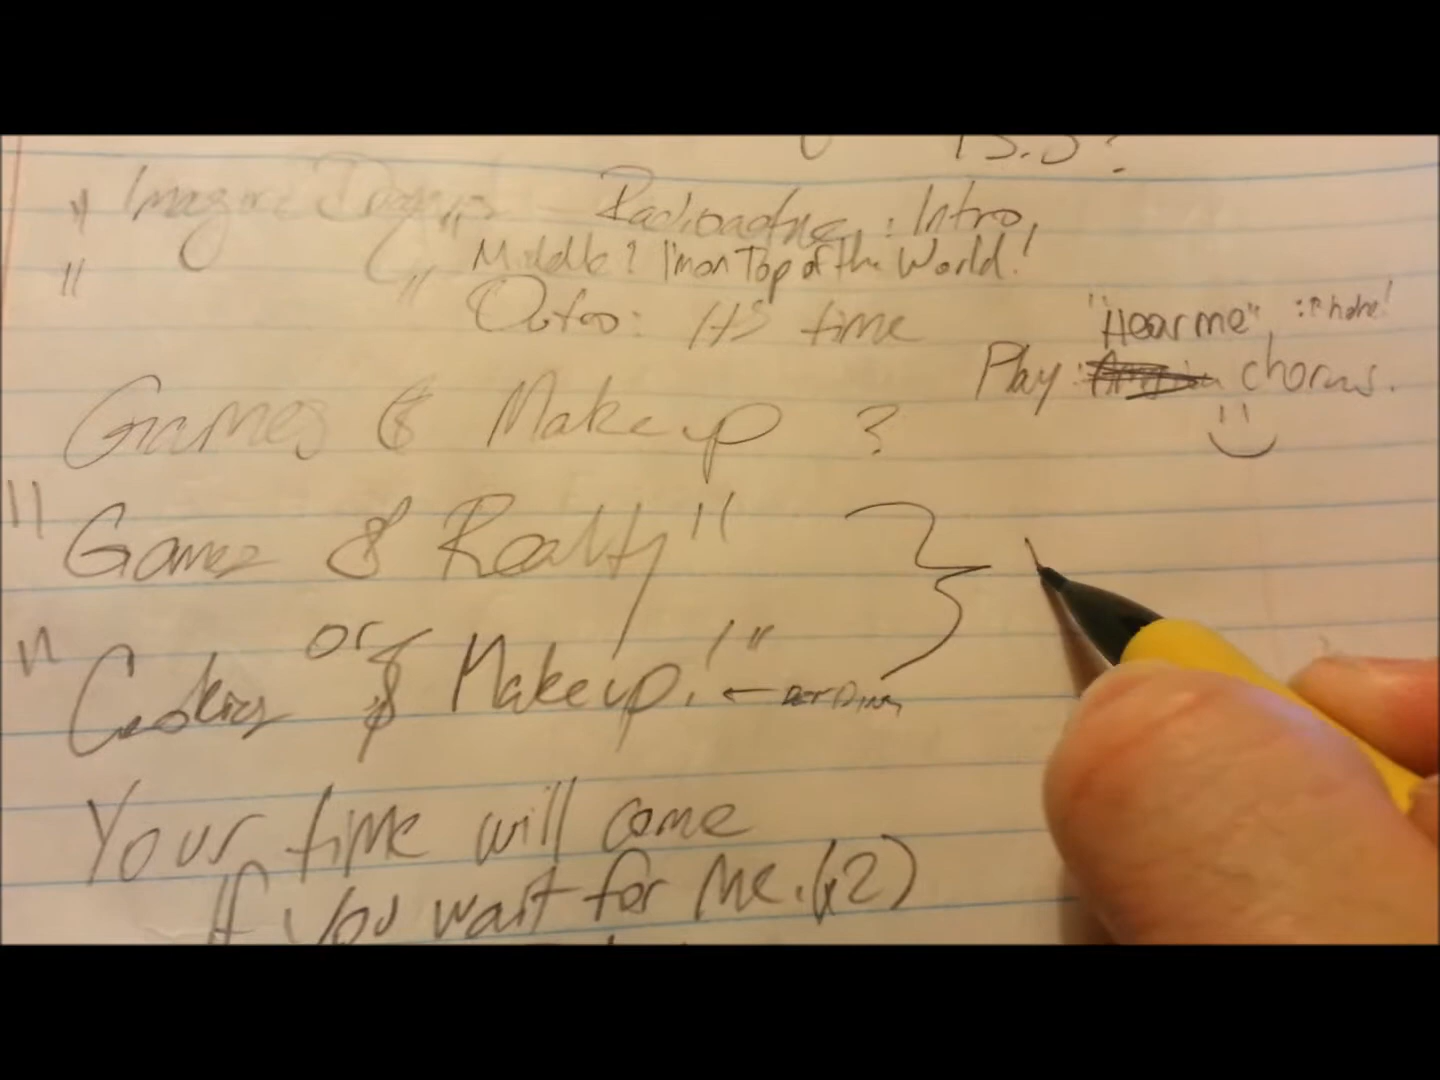 " Imagine Dragons - Radioactive : Intro,
" " Middle? I'm on Top of the World!
Outro: It's time
"Hear me"
Play: chorus.
Games & Makeup ?
"Games & Realty"
or
"Cookies & Makeup!" ←
Your time will come
If you wait for me. (x2)